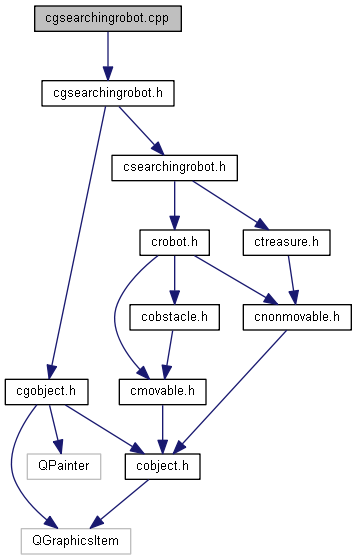 cgsearchingrobot.cpp
cgsearchingrobot.h
csearchingrobot.h
crobot.h
ctreasure.h
cobstacle.h
cnonmovable.h
cgobject.h
cmovable.h
QPainter
cobject.h
QGraphicsItem